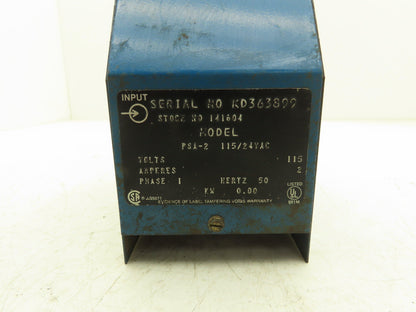 INPUT
SERIAL NO KD363899
STOCK NO 141604
MODEL
PSA-2 115/24VAC
VOLTS 115
AMPERES 2
PHASE 1 HERTZ 50
KW 0.00
LISTED
UL
EVIDENCE OF LABEL TAMPERING VOIDS WARRANTY